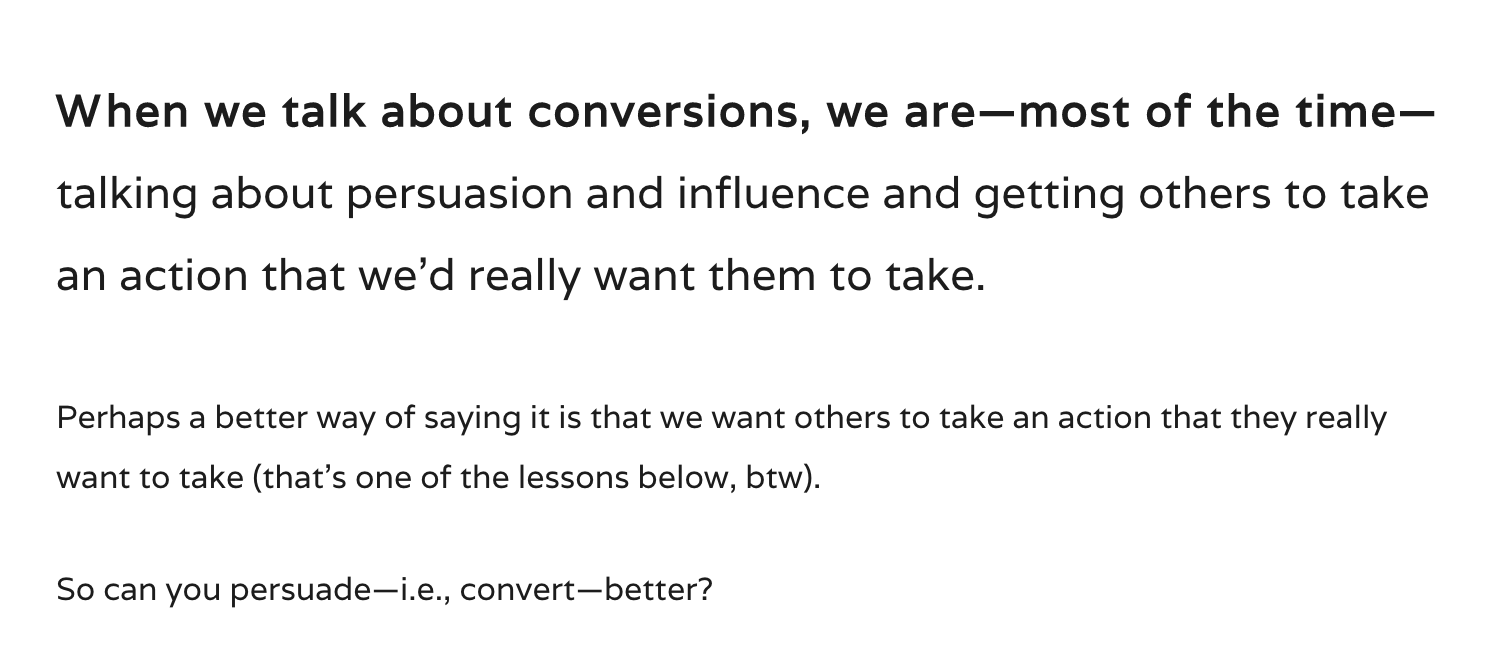 When we talk about conversions, we are—most of the time—
talking about persuasion and influence and getting others to take
an action that we’d really want them to take.
Perhaps a better way of saying it is that we want others to take an action that they really
want to take (that’s one of the lessons below, btw).
So can you persuade—i.e., convert—better?